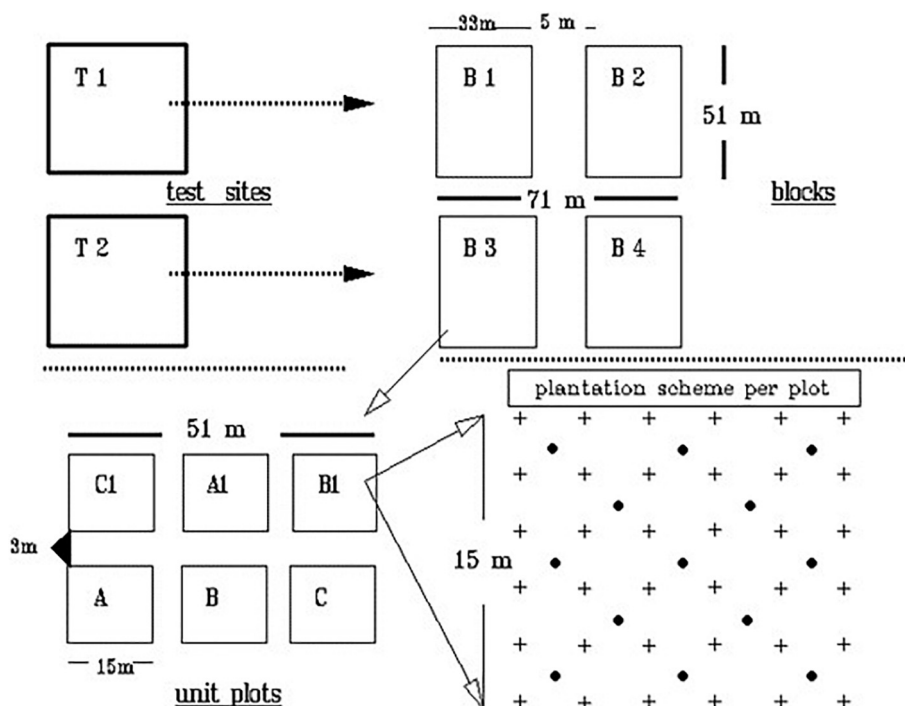 33m 5 m
T 1
B 1
B 2
51 m
test sites
71 m
blocks
T 2
B 3
B 4
plantation scheme per plot
51 m
C1
A1
B1
3m
15 m
A
B
C
15m
unit plots